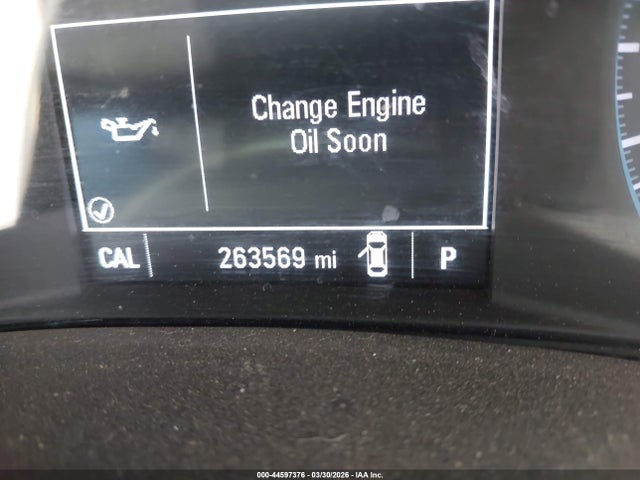 Change Engine
Oil Soon
CAL 263569 mi P
000-44597376 - 03/30/2026 - IAA Inc.